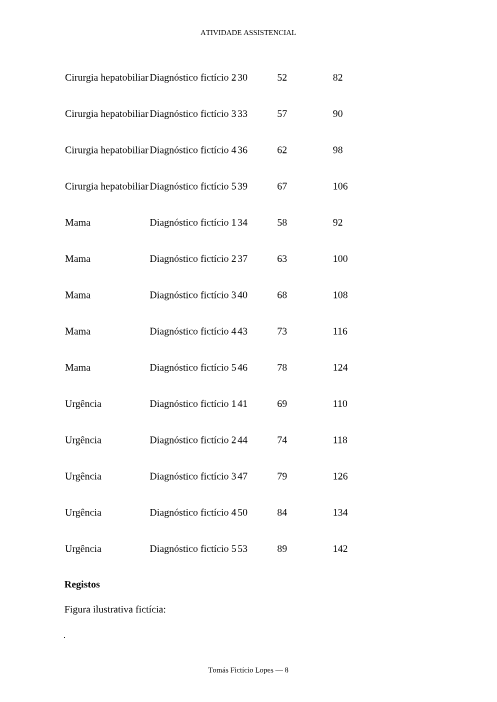 ATIVIDADE ASSISTENCIAL
Cirurgia hepatobiliar Diagnóstico fictício 2 30 52 82
Cirurgia hepatobiliar Diagnóstico fictício 3 33 57 90
Cirurgia hepatobiliar Diagnóstico fictício 4 36 62 98
Cirurgia hepatobiliar Diagnóstico fictício 5 39 67 106
Mama Diagnóstico fictício 1 34 58 92
Mama Diagnóstico fictício 2 37 63 100
Mama Diagnóstico fictício 3 40 68 108
Mama Diagnóstico fictício 4 43 73 116
Mama Diagnóstico fictício 5 46 78 124
Urgência Diagnóstico fictício 1 41 69 110
Urgência Diagnóstico fictício 2 44 74 118
Urgência Diagnóstico fictício 3 47 79 126
Urgência Diagnóstico fictício 4 50 84 134
Urgência Diagnóstico fictício 5 53 89 142
Registos
Figura ilustrativa fictícia:
.
Tomás Fictício Lopes — 8